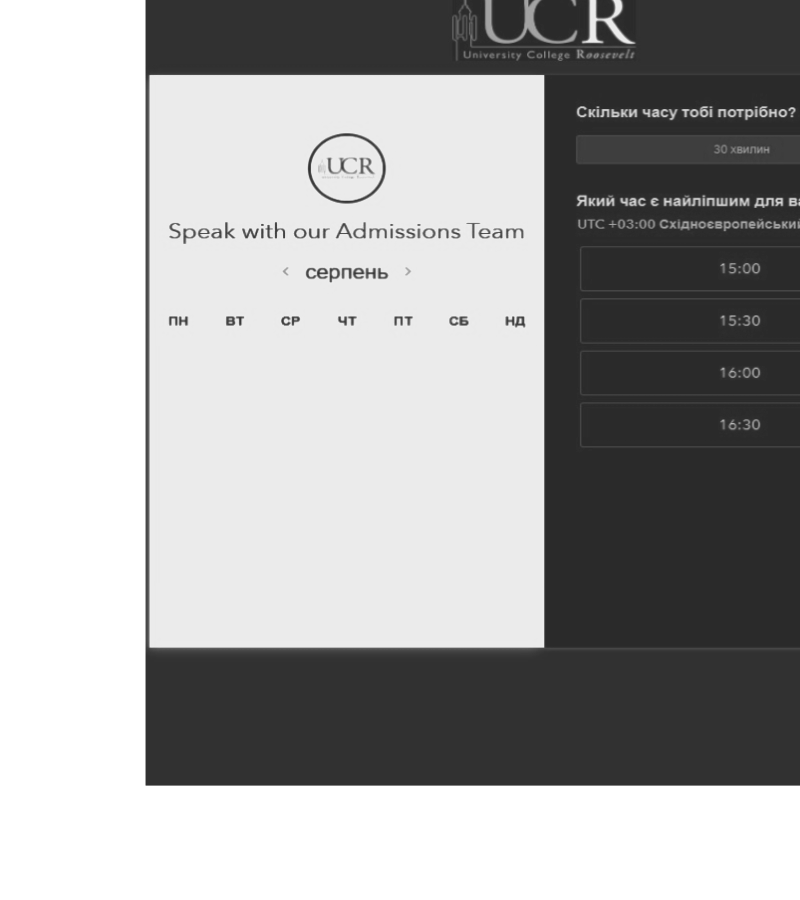 UCR
University College Roosevelt
UCR
Speak with our Admissions Team
‹ серпень ›
ПН ВТ СР ЧТ ПТ СБ НД
Скільки часу тобі потрібно?
30 хвилин
Який час є найліпшим для ва
UTC +03:00 Східноєвропейський
15:00
15:30
16:00
16:30